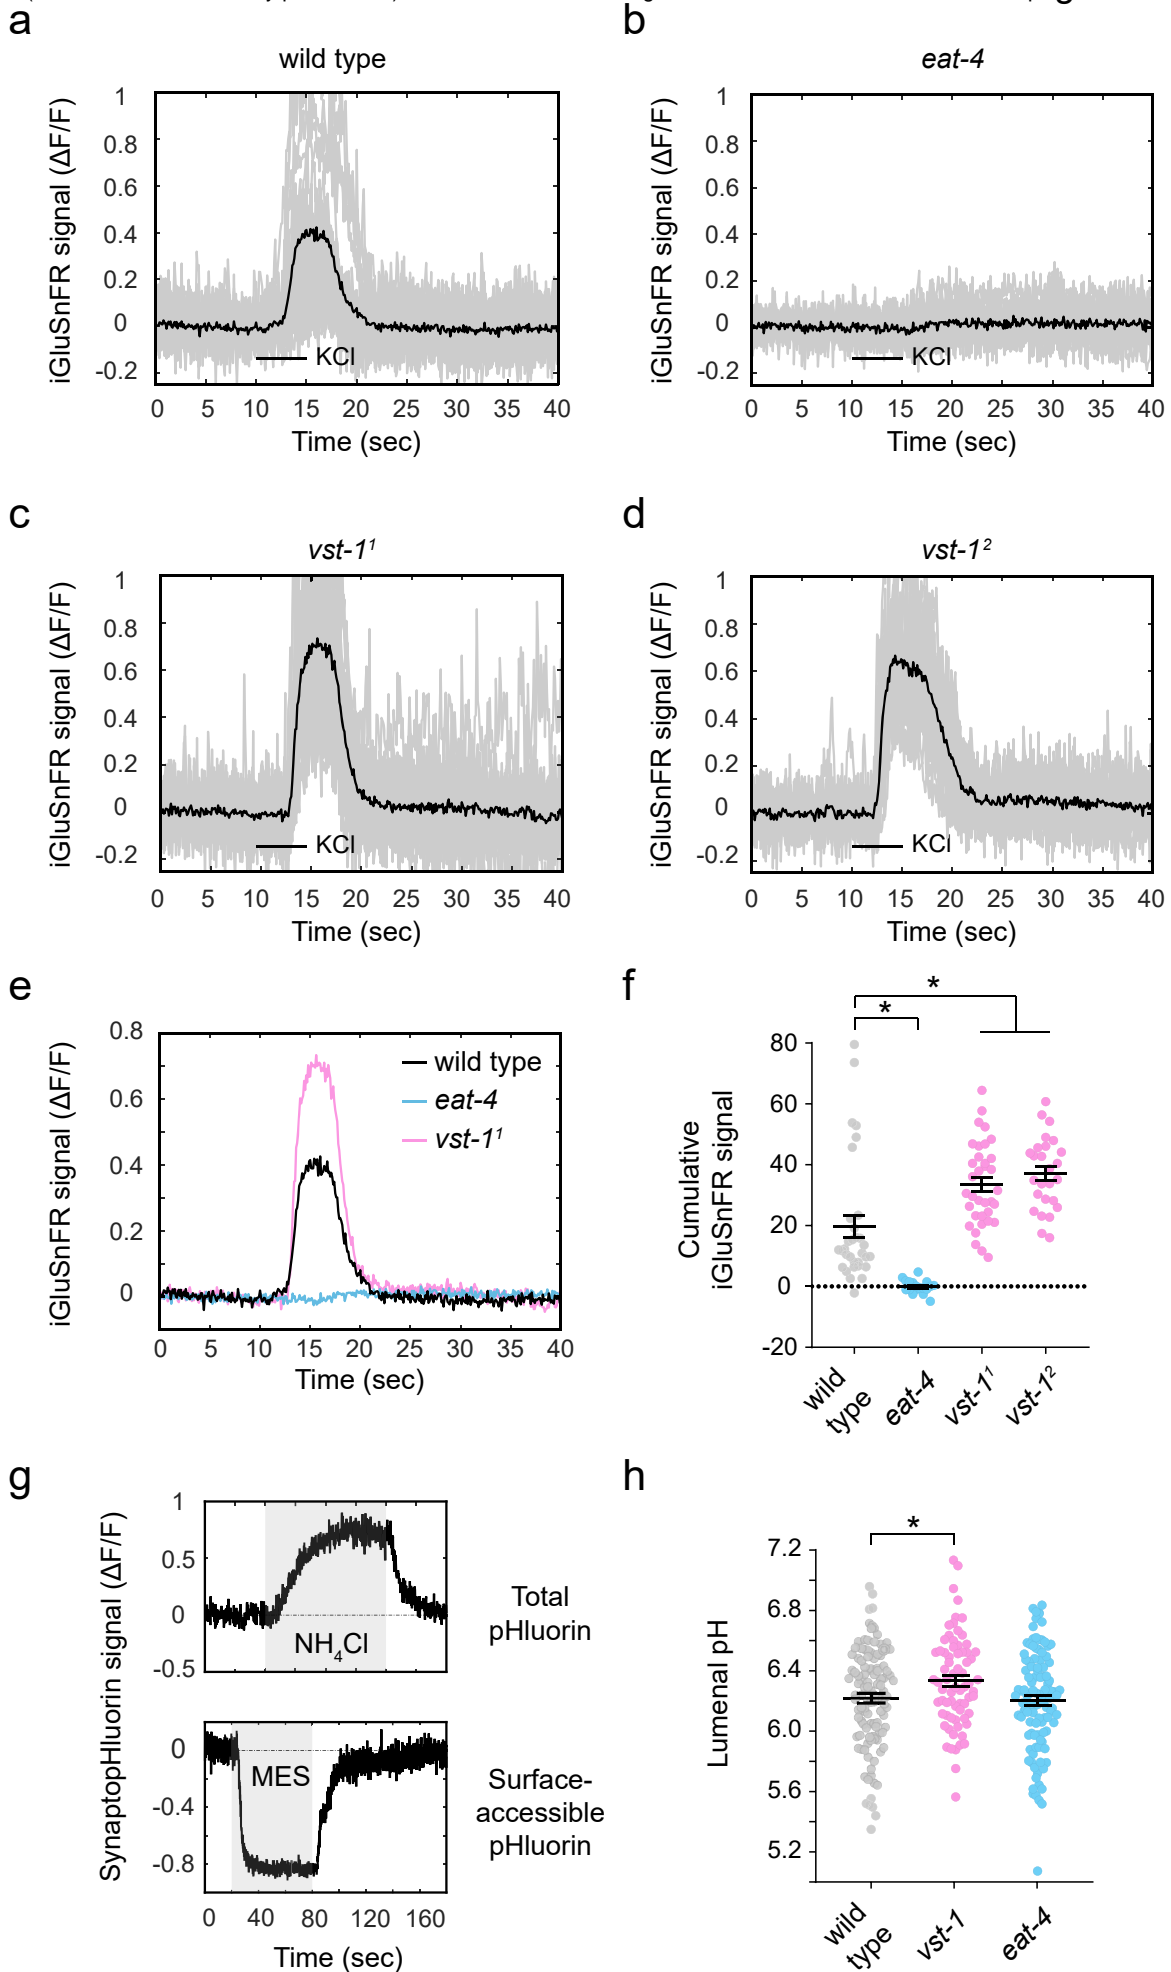 a
wild type
iGluSnFR signal (ΔF/F)
1
0.8
0.6
0.4
0.2
0
-0.2
KCl
0 5 10 15 20 25 30 35 40
Time (sec)
b
eat-4
iGluSnFR signal (ΔF/F)
1
0.8
0.6
0.4
0.2
0
-0.2
KCl
0 5 10 15 20 25 30 35 40
Time (sec)
c
vst-1¹
iGluSnFR signal (ΔF/F)
1
0.8
0.6
0.4
0.2
0
-0.2
KCl
0 5 10 15 20 25 30 35 40
Time (sec)
d
vst-1²
iGluSnFR signal (ΔF/F)
1
0.8
0.6
0.4
0.2
0
-0.2
KCl
0 5 10 15 20 25 30 35 40
Time (sec)
e
iGluSnFR signal (ΔF/F)
0.8
0.6
0.4
0.2
0
wild type
eat-4
vst-1¹
0 5 10 15 20 25 30 35 40
Time (sec)
f
*
*
Cumulative
iGluSnFR signal
80
60
40
20
0
-20
wild
type
eat-4
vst-1¹
vst-1²
g
SynaptopHluorin signal (ΔF/F)
1
0.5
0
-0.5
NH₄Cl
Total
pHluorin
0
-0.4
-0.8
MES
Surface-
accessible
pHluorin
0 40 80 120 160
Time (sec)
h
*
Lumenal pH
7.2
6.8
6.4
6.0
5.6
5.2
wild
type
vst-1
eat-4